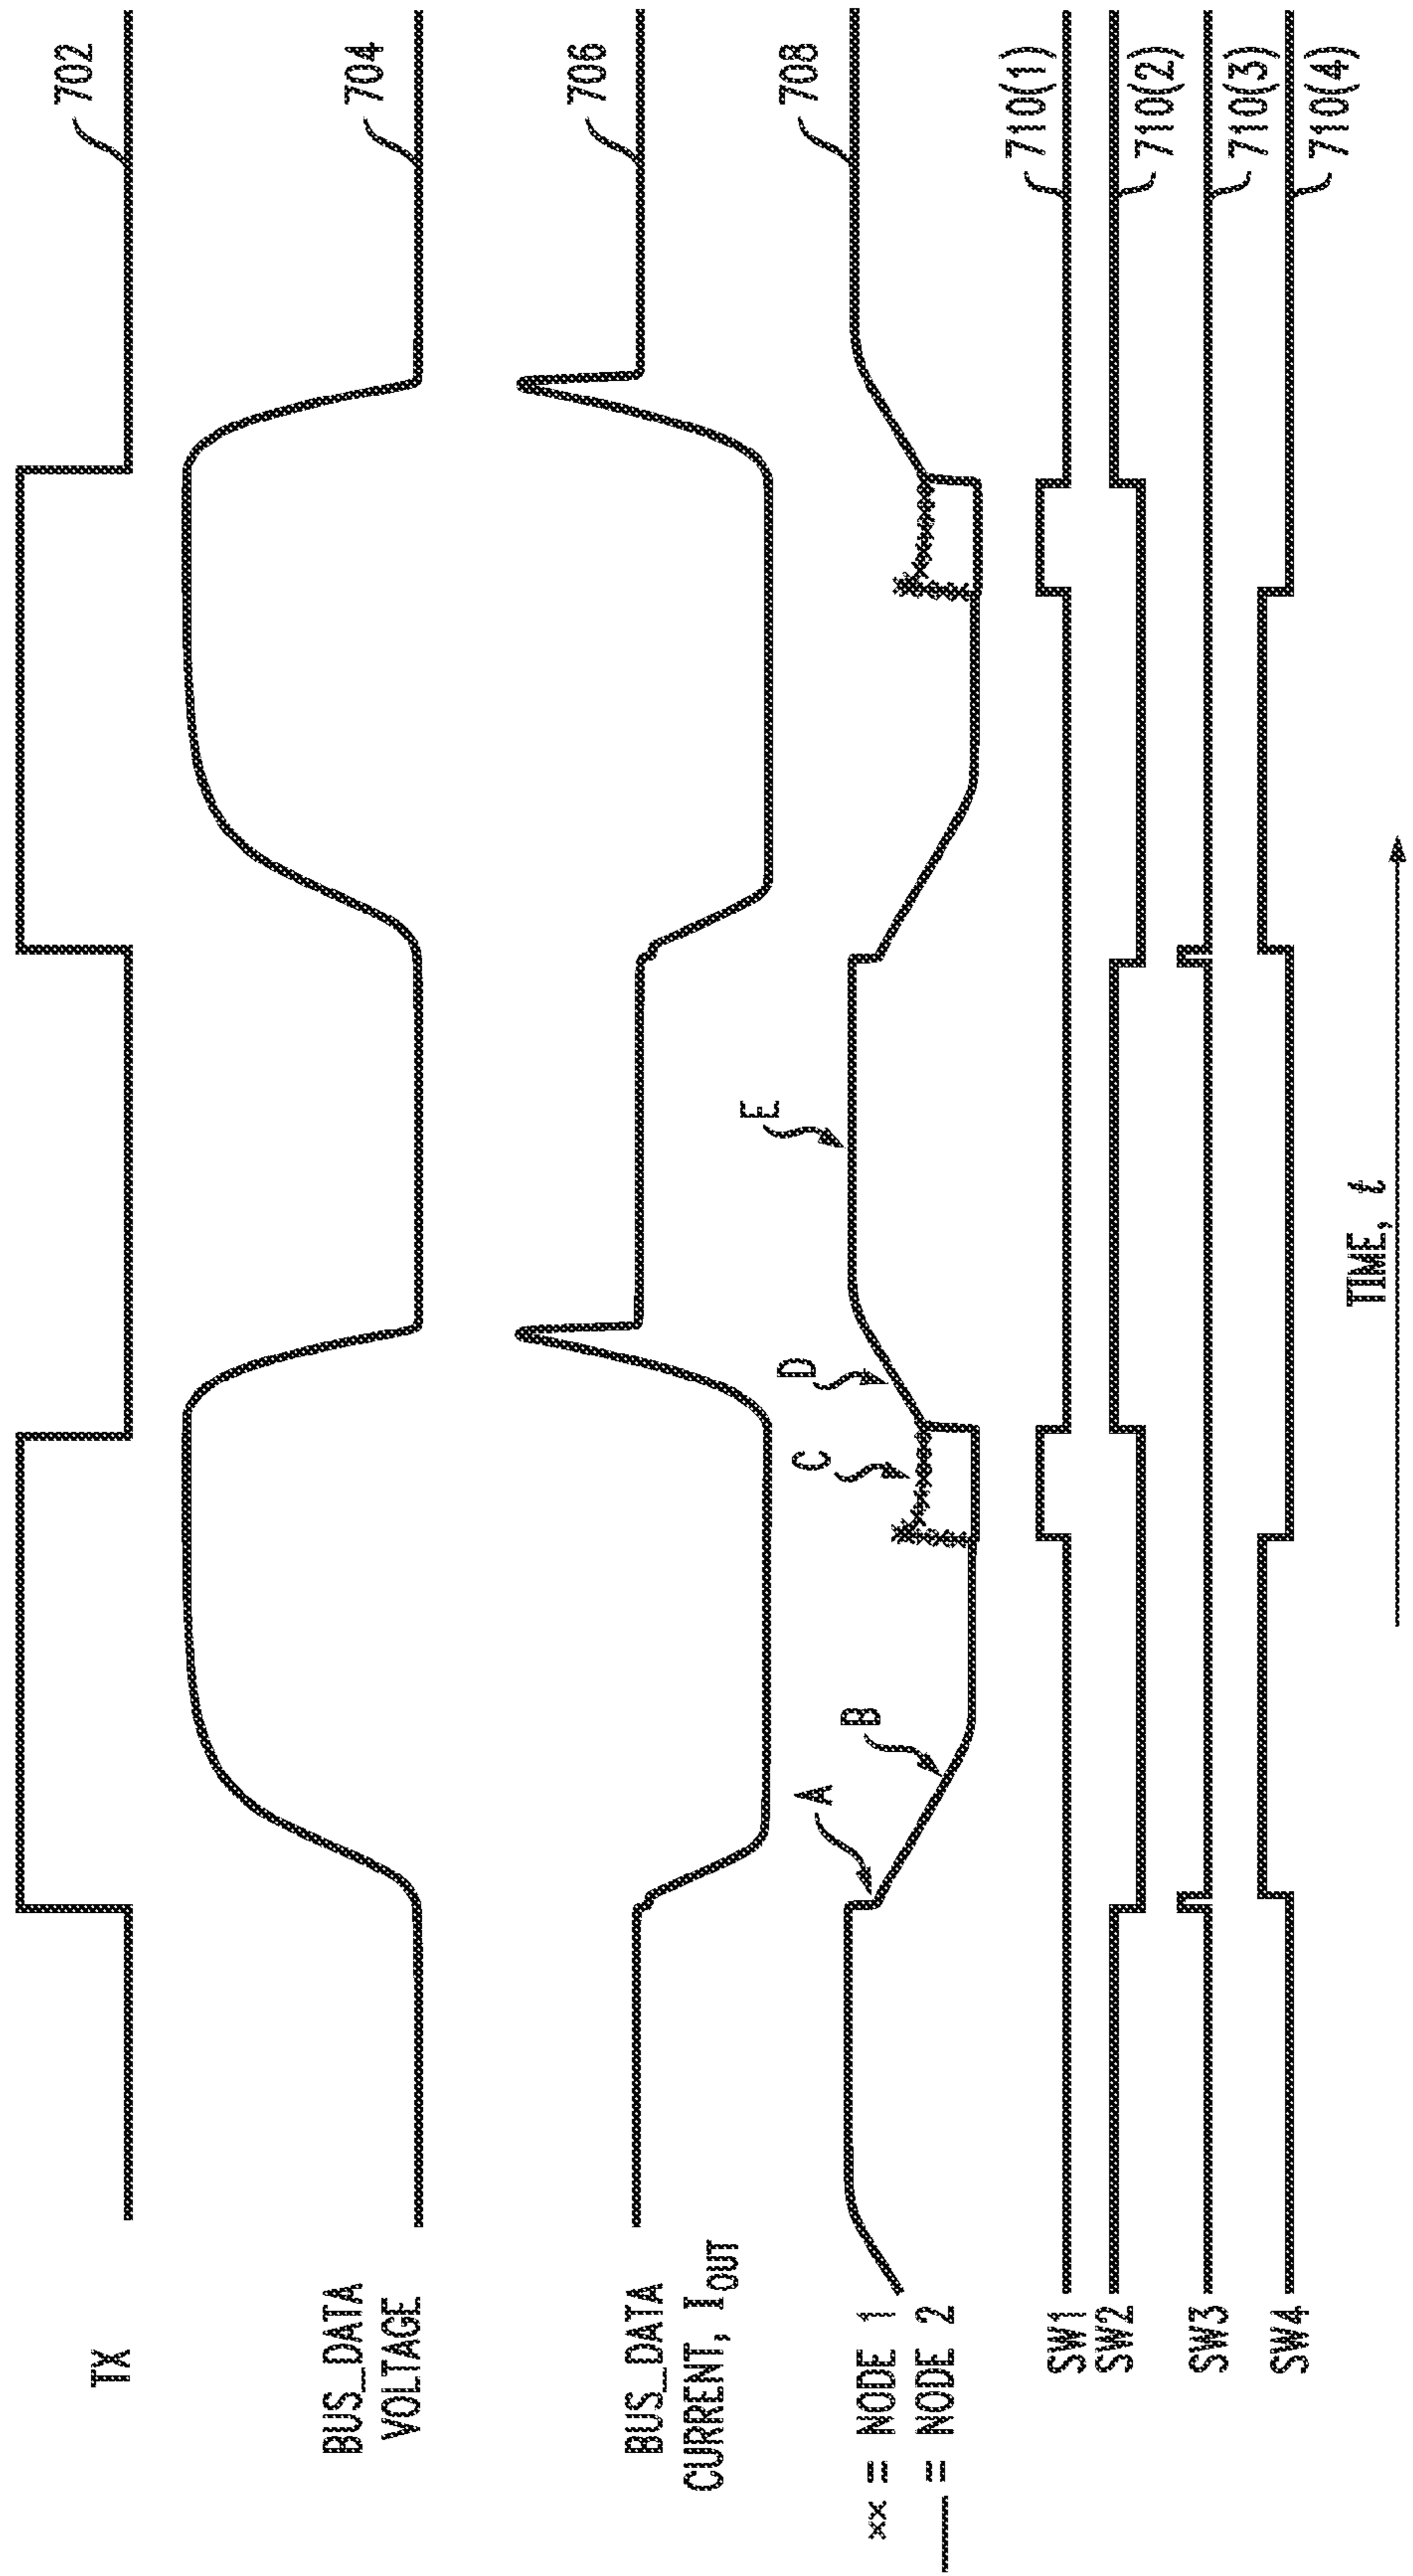 TX
702
BUS_DATA
VOLTAGE
704
BUS_DATA
CURRENT, IOUT
706
xx = NODE 1
— = NODE 2
A
B
C
D
E
708
SW1
710(1)
SW2
710(2)
SW3
710(3)
SW4
710(4)
TIME, t